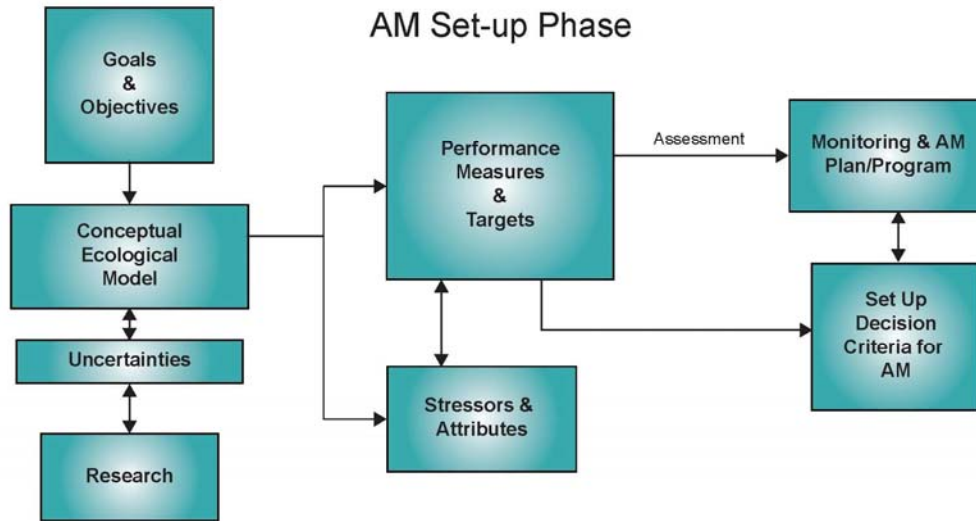 AM Set-up Phase
Goals
&
Objectives
Conceptual
Ecological
Model
Uncertainties
Research
Performance
Measures
&
Targets
Stressors &
Attributes
Assessment
Monitoring & AM
Plan/Program
Set Up
Decision
Criteria for
AM